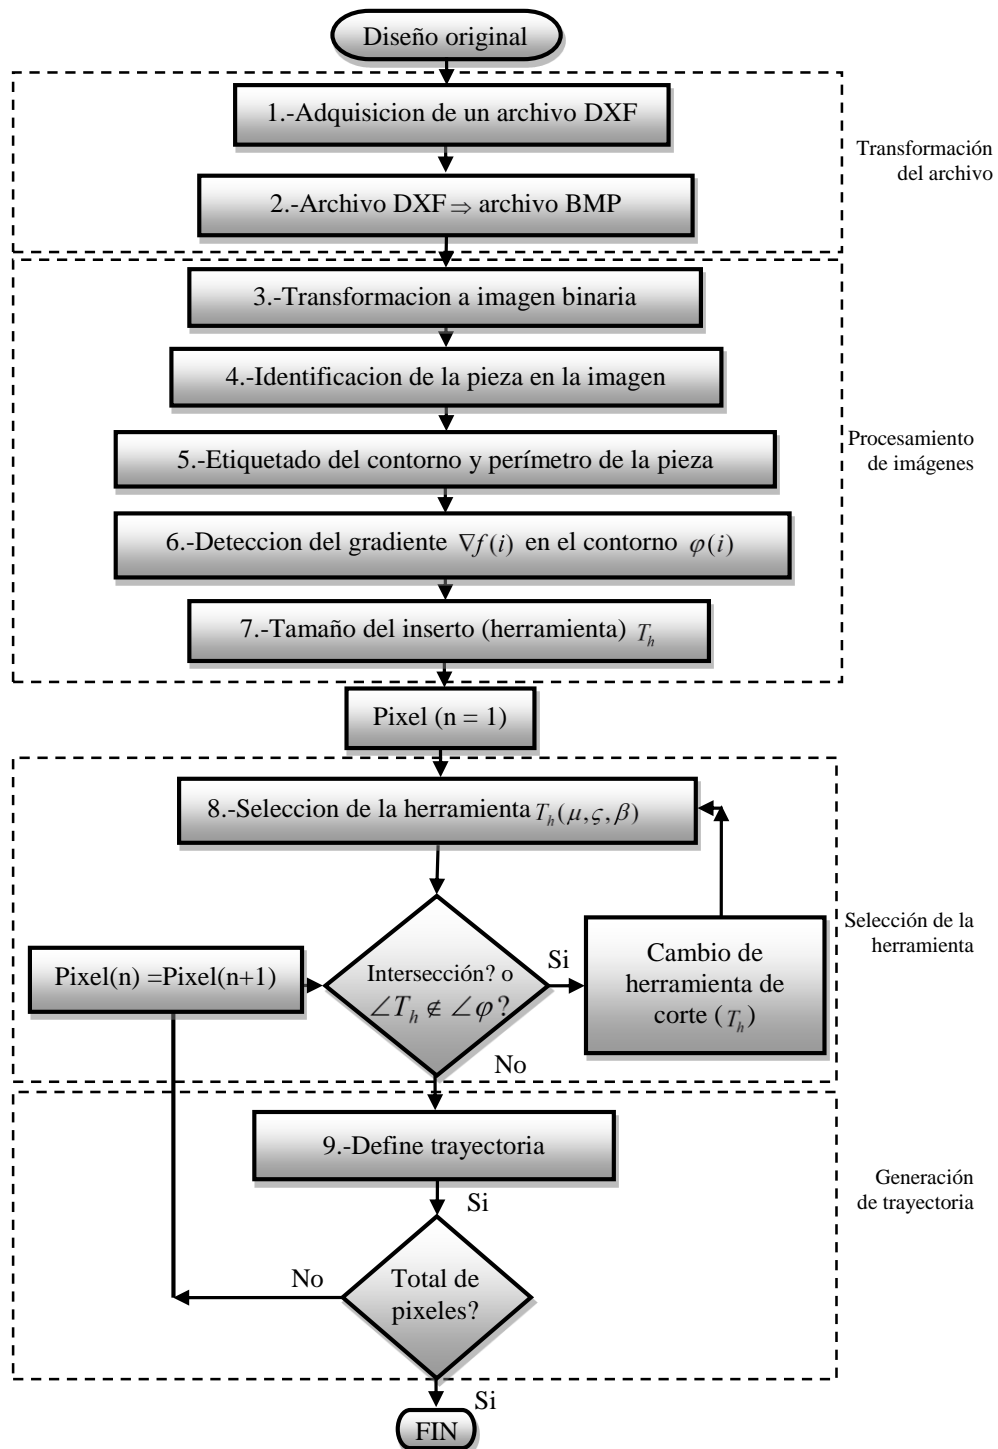 Diseño original
1.-Adquisicion de un archivo DXF
Transformación
del archivo
2.-Archivo DXF ⇒ archivo BMP
3.-Transformacion a imagen binaria
4.-Identificacion de la pieza en la imagen
Procesamiento
de imágenes
5.-Etiquetado del contorno y perímetro de la pieza
6.-Deteccion del gradiente ∇f(i) en el contorno φ(i)
7.-Tamaño del inserto (herramienta) T_h
Pixel (n = 1)
8.-Seleccion de la herramienta T_h(μ,ς,β)
Selección de la
herramienta
Pixel(n) =Pixel(n+1)
Intersección? o
∠T_h ∉ ∠φ?
Si
Cambio de
herramienta de
corte (T_h)
No
9.-Define trayectoria
Generación
de trayectoria
Si
No
Total de
pixeles?
Si
FIN